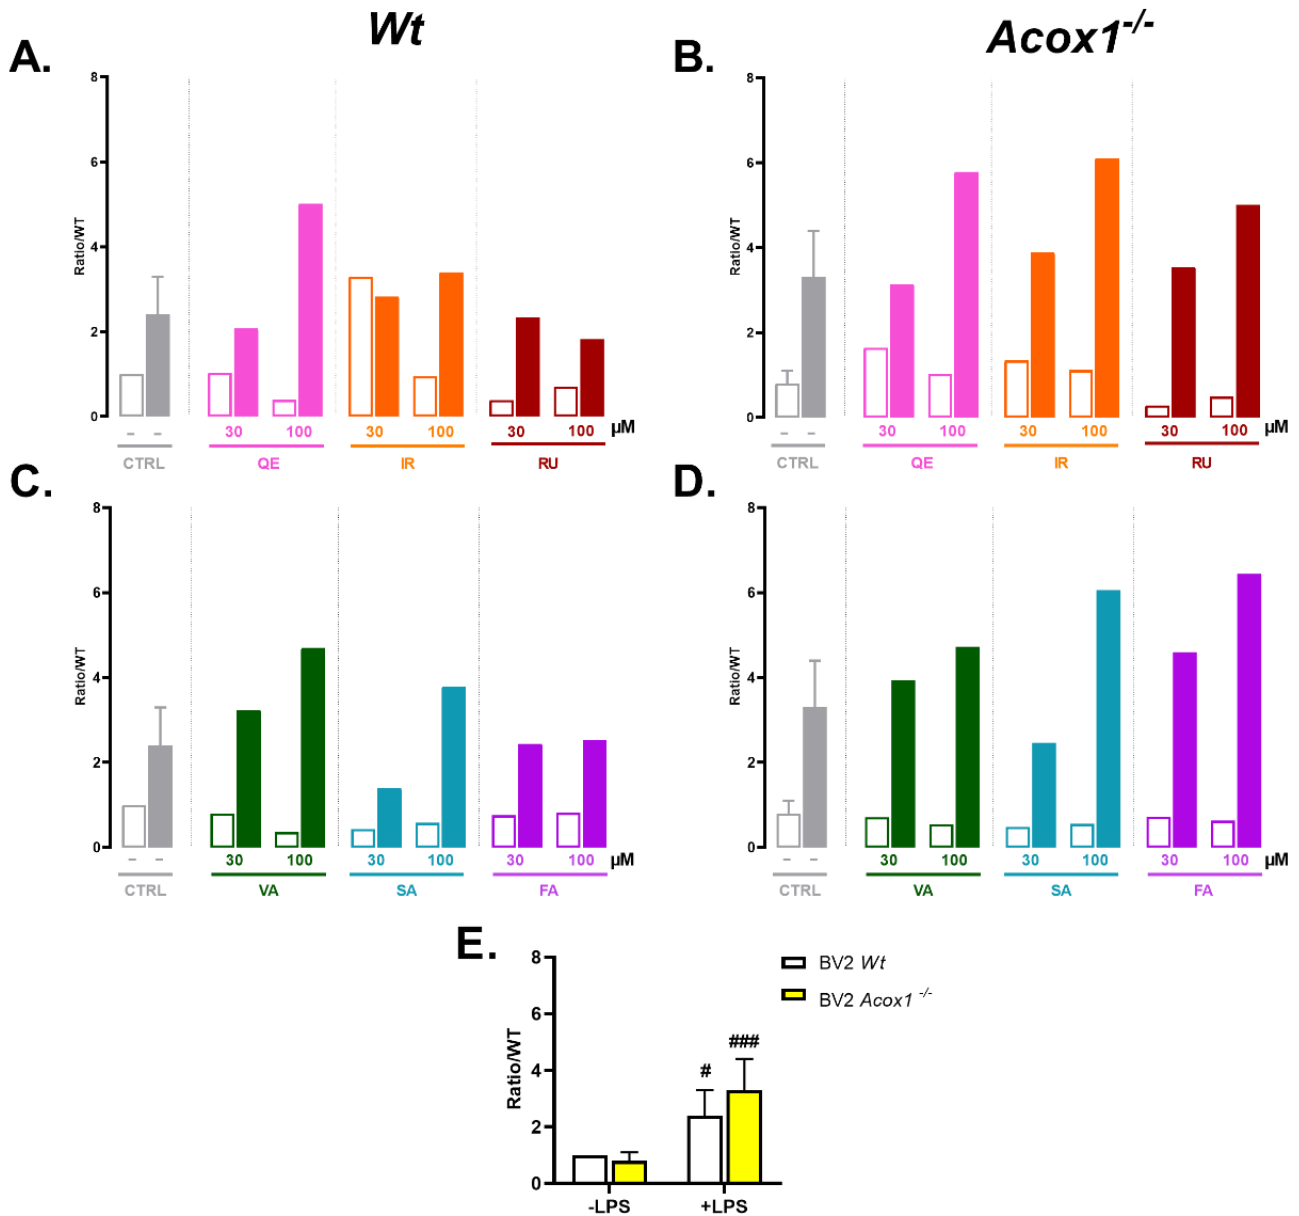 Wt
Acox1-/-
A.
8
6
4
2
0
Ratio/WT
– – 30 100 30 100 30 100 µM
CTRL QE IR RU
B.
8
6
4
2
0
Ratio/WT
– – 30 100 30 100 30 100 µM
CTRL QE IR RU
C.
8
6
4
2
0
Ratio/WT
– – 30 100 30 100 30 100 µM
CTRL VA SA FA
D.
8
6
4
2
0
Ratio/WT
– – 30 100 30 100 30 100 µM
CTRL VA SA FA
E.
8
6
4
2
0
Ratio/WT
# ###
-LPS +LPS
BV2 Wt
BV2 Acox1 -/-